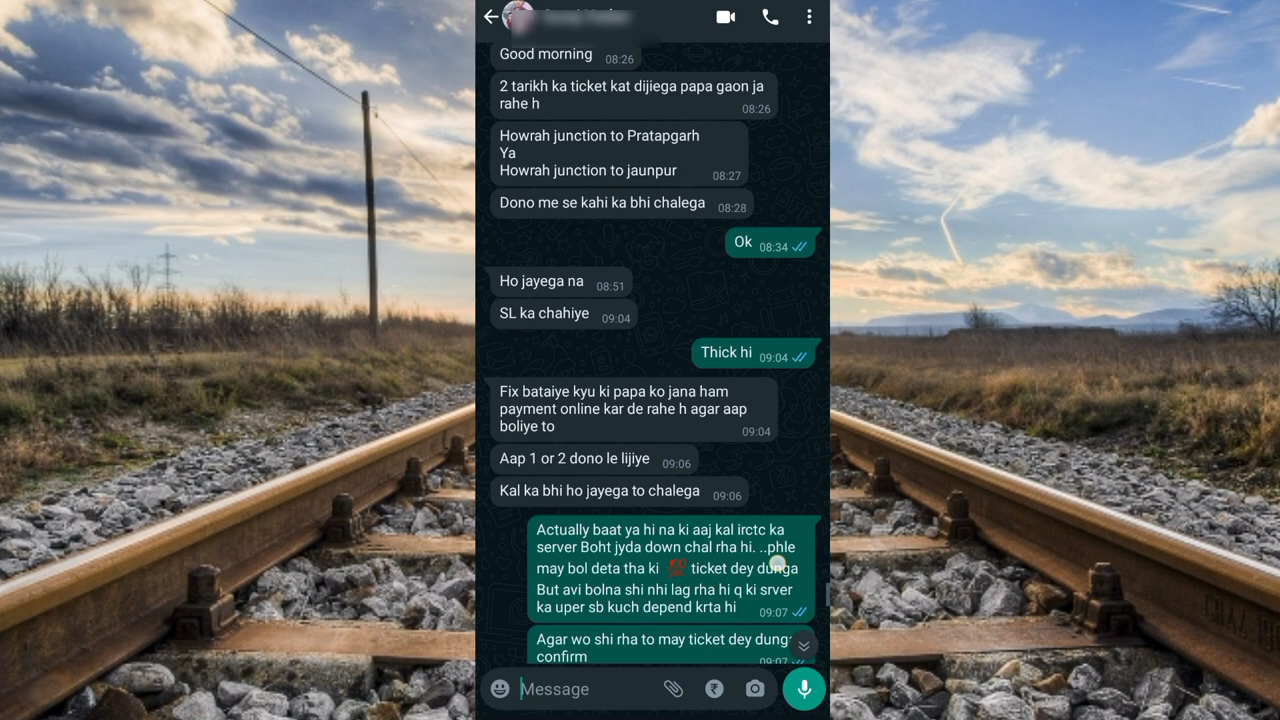 Good morning 08:26
2 tarikh ka ticket kat dijiega papa gaon ja
rahe h 08:26
Howrah junction to Pratapgarh
Ya
Howrah junction to jaunpur 08:27
Dono me se kahi ka bhi chalega 08:28
Ok 08:34
Ho jayega na 08:51
SL ka chahiye 09:04
Thick hi 09:04
Fix bataiye kyu ki papa ko jana ham
payment online kar de rahe h agar aap
boliye to 09:04
Aap 1 or 2 dono le lijiye 09:06
Kal ka bhi ho jayega to chalega 09:06
Actually baat ya hi na ki aaj kal irctc ka
server Boht jyda down chal rha hi. ..phle
may bol deta tha ki 💯 ticket dey dunga
But avi bolna shi nhi lag rha hi q ki srver
ka uper sb kuch depend krta hi 09:07
Agar wo shi rha to may ticket dey dunga
confirm 09:07
Message